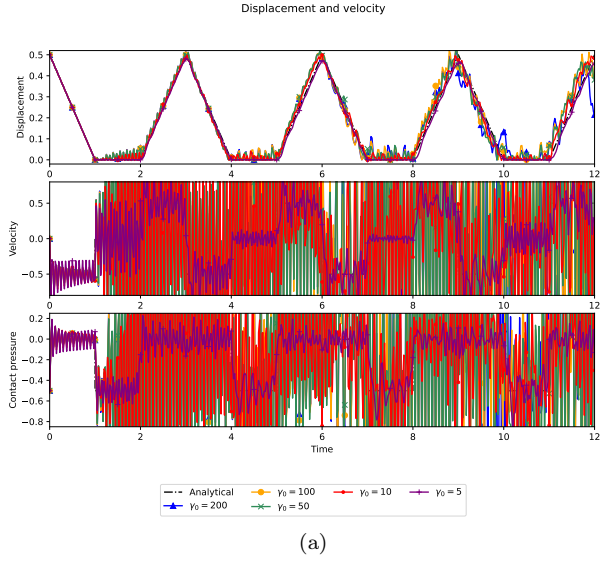 Displacement and velocity
0.5
0.4
0.3
0.2
0.1
0.0
Displacement
0 2 4 6 8 10 12
0.5
0.0
−0.5
Velocity
0 2 4 6 8 10 12
0.2
0.0
−0.2
−0.4
−0.6
−0.8
Contact pressure
0 2 4 6 8 10 12
Time
Analytical γ₀ = 100 γ₀ = 10 γ₀ = 5
γ₀ = 200 γ₀ = 50
(a)